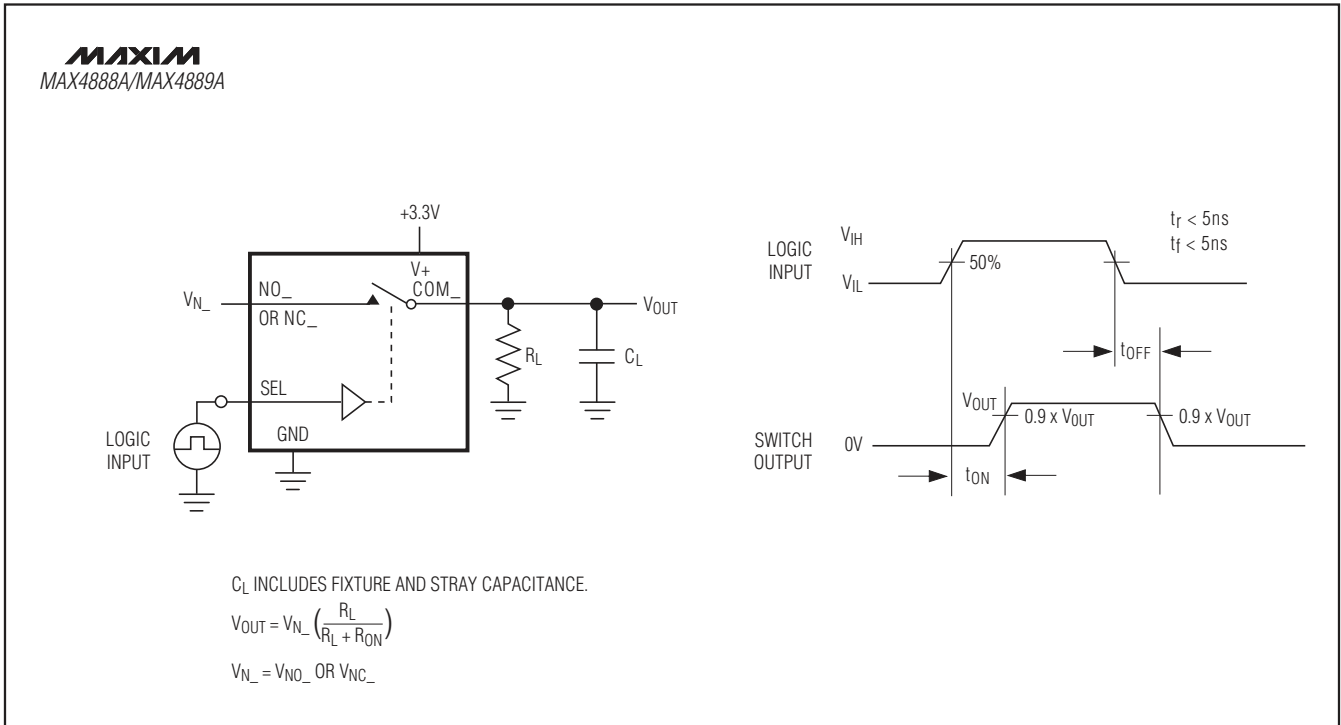 MAXIM
MAX4888A/MAX4889A
+3.3V
V+
NO_
COM_
V_N_
OR NC_
V_OUT
R_L
C_L
SEL
GND
LOGIC
INPUT
C_L INCLUDES FIXTURE AND STRAY CAPACITANCE.
V_OUT = V_N_ (R_L / (R_L + R_ON))
V_N_ = V_NO_ OR V_NC_
t_r < 5ns
t_f < 5ns
LOGIC
INPUT
V_IH
V_IL
50%
t_OFF
V_OUT
0.9 x V_OUT
0.9 x V_OUT
SWITCH
OUTPUT
0V
t_ON